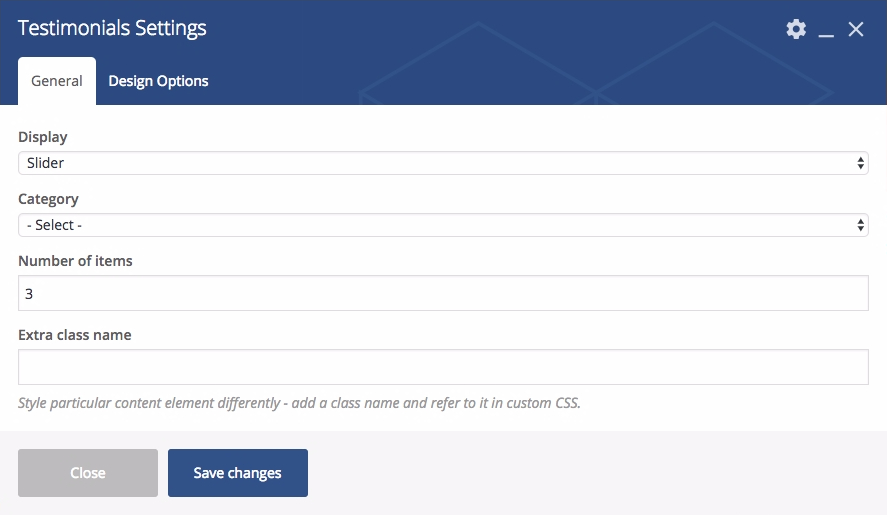 Testimonials Settings
General
Design Options
Display
Slider
Category
- Select -
Number of items
3
Extra class name
Style particular content element differently - add a class name and refer to it in custom CSS.
Close
Save changes